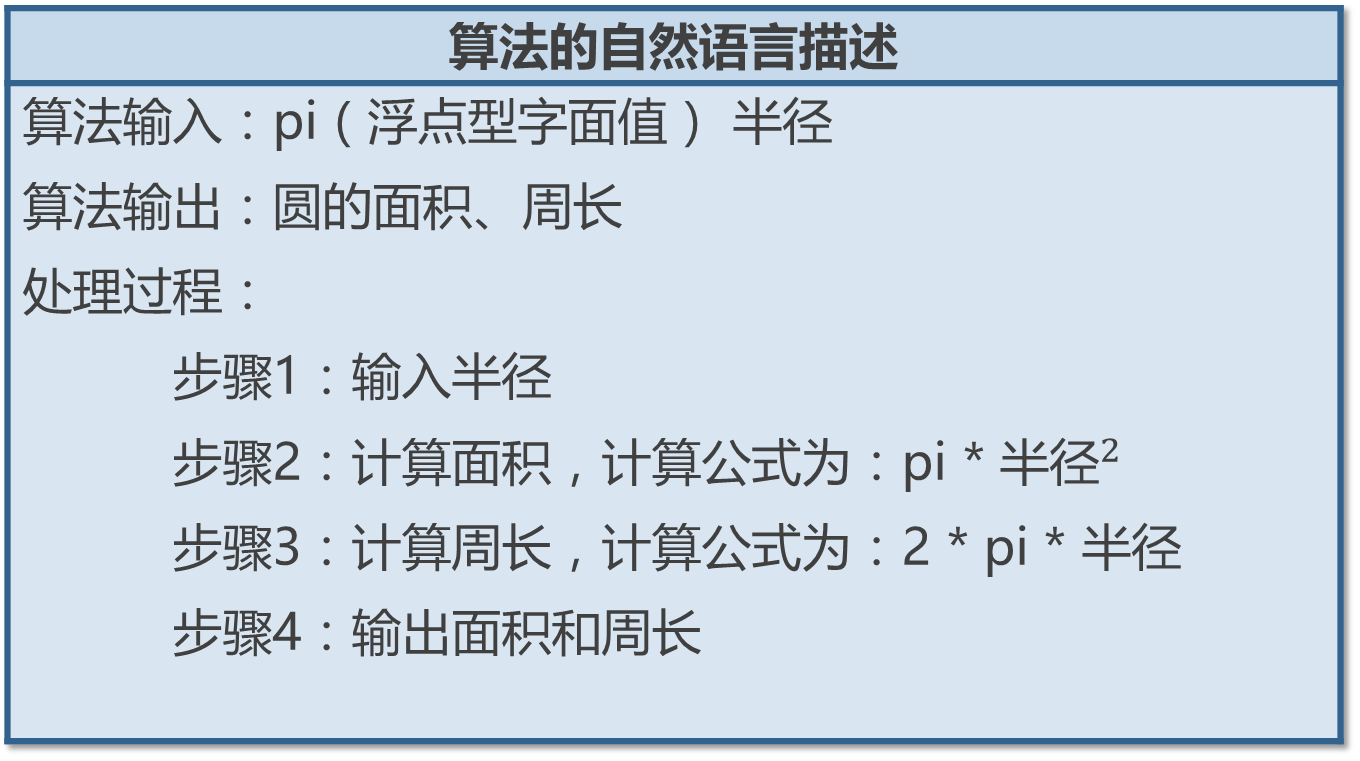 算法的自然语言描述
算法输入：pi（浮点型字面值） 半径
算法输出：圆的面积、周长
处理过程：
步骤1：输入半径
步骤2：计算面积，计算公式为：pi * 半径²
步骤3：计算周长，计算公式为：2 * pi * 半径
步骤4：输出面积和周长